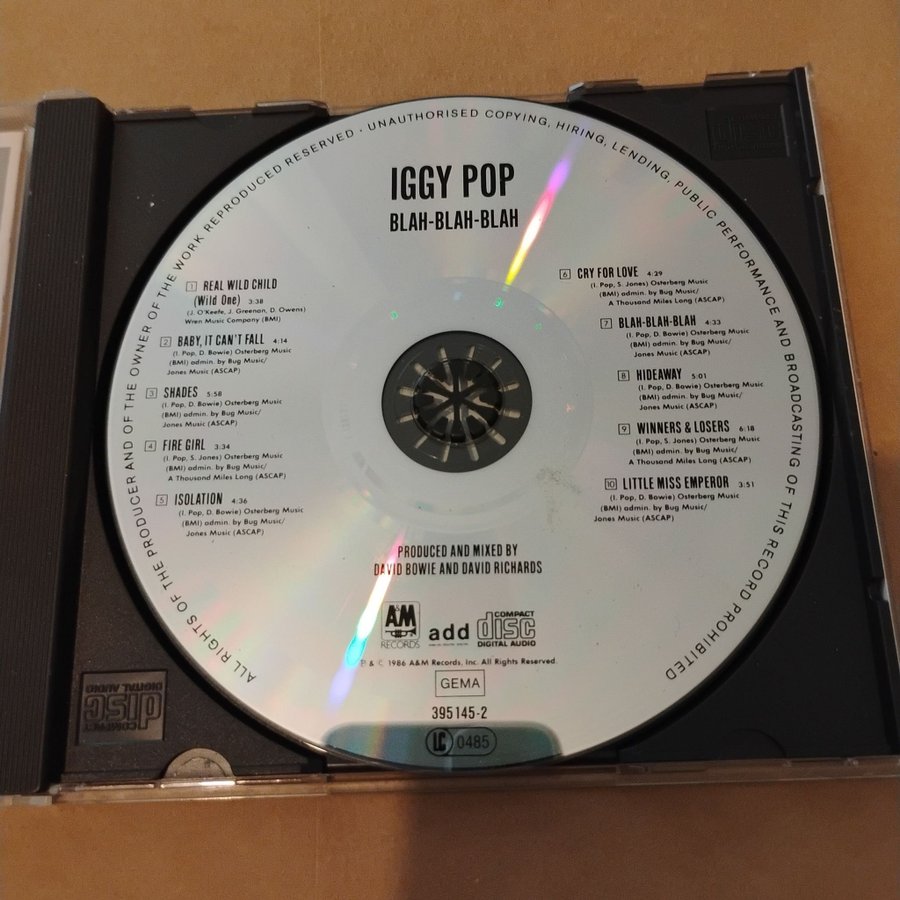 ALL RIGHTS OF THE PRODUCER AND OF THE OWNER OF THE WORK REPRODUCED RESERVED · UNAUTHORISED COPYING, HIRING, LENDING, PUBLIC PERFORMANCE AND BROADCASTING OF THIS RECORD PROHIBITED
IGGY POP
BLAH-BLAH-BLAH
1 REAL WILD CHILD
(Wild One) 3:38
(J. O'Keefe, J. Greenan, D. Owens)
Wren Music Company (BMI)
2 BABY, IT CAN'T FALL 4:14
(I. Pop, D. Bowie) Osterberg Music
(BMI) admin. by Bug Music/
Jones Music (ASCAP)
3 SHADES 5:58
(I. Pop, D. Bowie) Osterberg Music
(BMI) admin. by Bug Music/
Jones Music (ASCAP)
4 FIRE GIRL 3:34
(I. Pop, S. Jones) Osterberg Music
(BMI) admin. by Bug Music/
A Thousand Miles Long (ASCAP)
5 ISOLATION 4:36
(I. Pop, D. Bowie) Osterberg Music
(BMI) admin. by Bug Music/
Jones Music (ASCAP)
6 CRY FOR LOVE 4:29
(I. Pop, S. Jones) Osterberg Music
(BMI) admin. by Bug Music/
A Thousand Miles Long (ASCAP)
7 BLAH-BLAH-BLAH 4:33
(I. Pop, D. Bowie) Osterberg Music
(BMI) admin. by Bug Music/
Jones Music (ASCAP)
8 HIDEAWAY 5:01
(I. Pop, D. Bowie) Osterberg Music
(BMI) admin. by Bug Music/
Jones Music (ASCAP)
9 WINNERS & LOSERS 6:18
(I. Pop, S. Jones) Osterberg Music
(BMI) admin. by Bug Music/
A Thousand Miles Long (ASCAP)
10 LITTLE MISS EMPEROR 3:51
(I. Pop, D. Bowie) Osterberg Music
(BMI) admin. by Bug Music/
Jones Music (ASCAP)
PRODUCED AND MIXED BY
DAVID BOWIE AND DAVID RICHARDS
A&M
RECORDS
add
COMPACT
disc
DIGITAL AUDIO
℗ & © 1986 A&M Records, Inc. All Rights Reserved.
GEMA
395145-2
LC 0485
COMPACT
disc
DIGITAL AUDIO